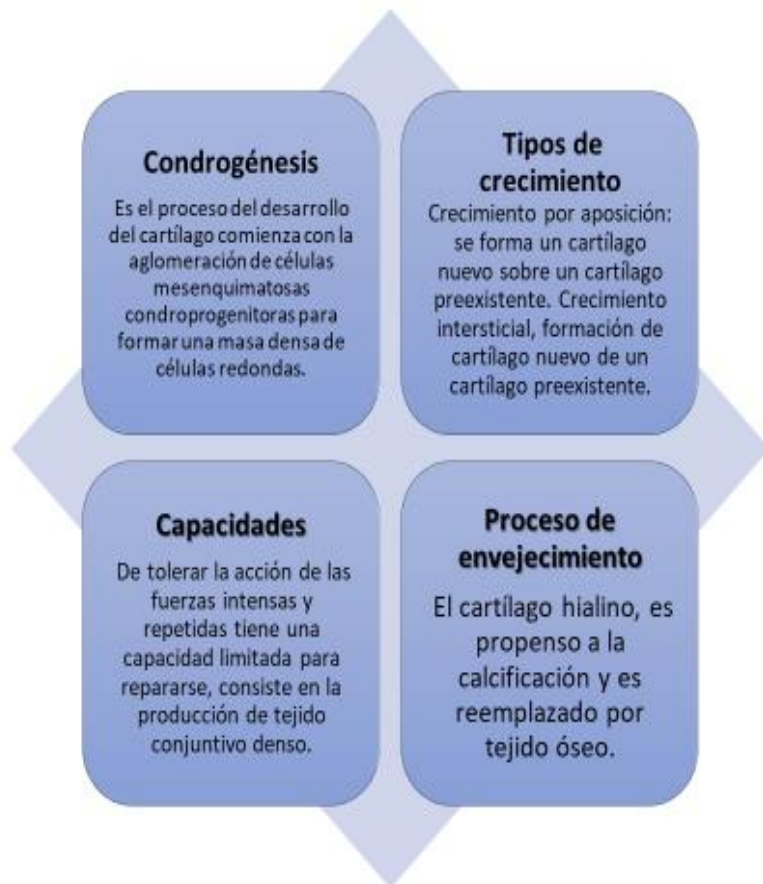 Condrogénesis
Es el proceso del desarrollo
del cartílago comienza con la
aglomeración de células
mesenquimatosas
condroprogenitoras para
formar una masa densa de
células redondas.
Tipos de
crecimiento
Crecimiento por aposición:
se forma un cartílago
nuevo sobre un cartílago
preexistente. Crecimiento
intersticial, formación de
cartílago nuevo de un
cartílago preexistente.
Capacidades
De tolerar la acción de las
fuerzas intensas y
repetidas tiene una
capacidad limitada para
repararse, consiste en la
producción de tejido
conjuntivo denso.
Proceso de
envejecimiento
El cartílago hialino, es
propenso a la
calcificación y es
reemplazado por
tejido óseo.